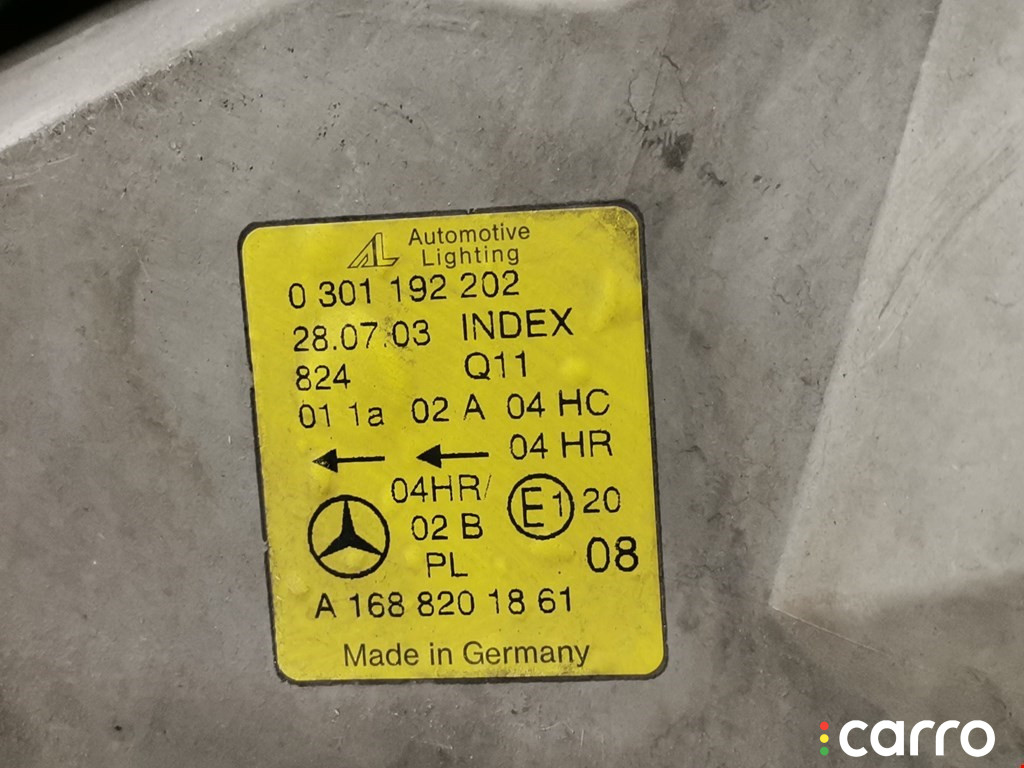 AL Automotive
Lighting
0 301 192 202
28.07.03 INDEX
824 Q11
01 1a 02 A 04 HC
04 HR
04HR/
02 B E1 20
PL 08
A 168 820 18 61
Made in Germany
carro